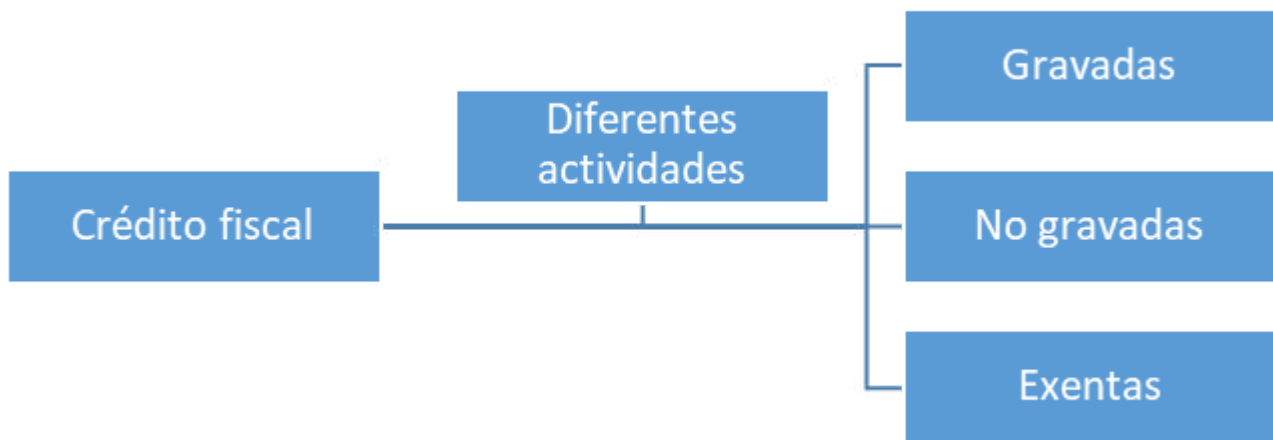 Crédito fiscal
Diferentes
actividades
Gravadas
No gravadas
Exentas